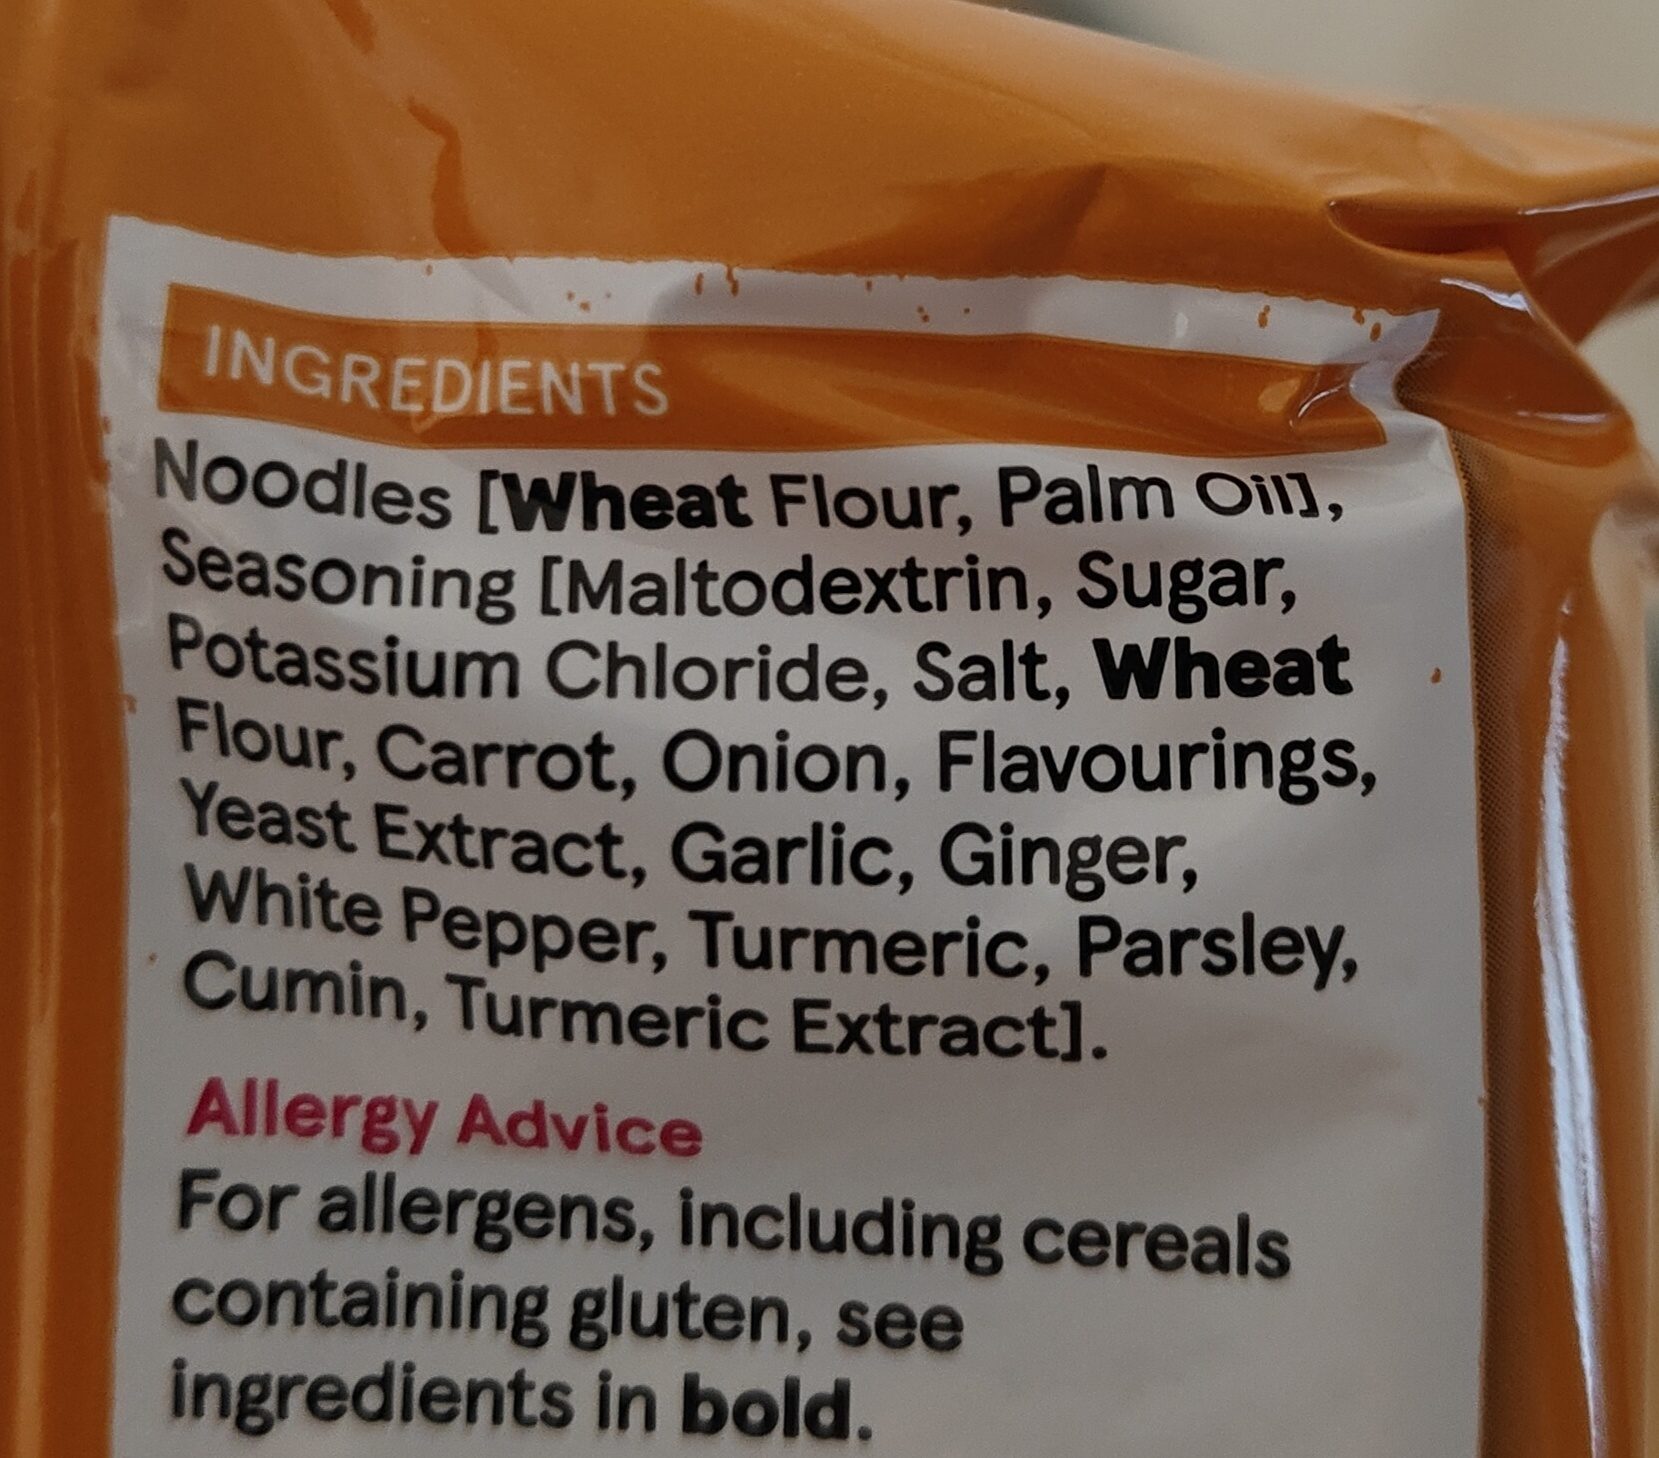 INGREDIENTS
Noodles [Wheat Flour, Palm Oil],
Seasoning [Maltodextrin, Sugar,
Potassium Chloride, Salt, Wheat
Flour, Carrot, Onion, Flavourings,
Yeast Extract, Garlic, Ginger,
White Pepper, Turmeric, Parsley,
Cumin, Turmeric Extract].
Allergy Advice
For allergens, including cereals
containing gluten, see
ingredients in bold.